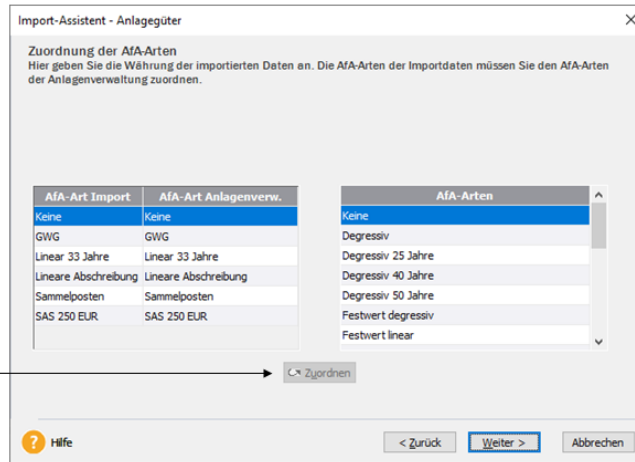 Import-Assistent - Anlagegüter
Zuordnung der AfA-Arten
Hier geben Sie die Währung der importierten Daten an. Die AfA-Arten der Importdaten müssen Sie den AfA-Arten
der Anlagenverwaltung zuordnen.
AfA-Art Import AfA-Art Anlagenverw.
Keine Keine
GWG GWG
Linear 33 Jahre Linear 33 Jahre
Lineare Abschreibung Lineare Abschreibung
Sammelposten Sammelposten
SAS 250 EUR SAS 250 EUR
AfA-Arten
Keine
Degressiv
Degressiv 25 Jahre
Degressiv 40 Jahre
Degressiv 50 Jahre
Festwert degressiv
Festwert linear
Zuordnen
? Hilfe
< Zurück Weiter > Abbrechen